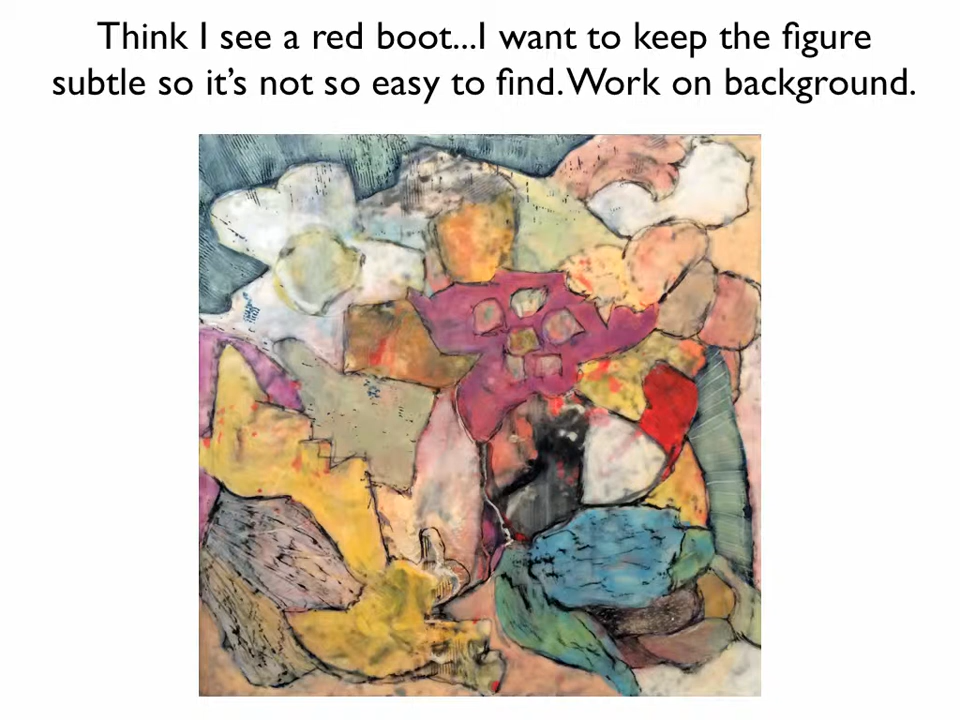 Think I see a red boot...I want to keep the figure
subtle so it’s not so easy to find. Work on background.